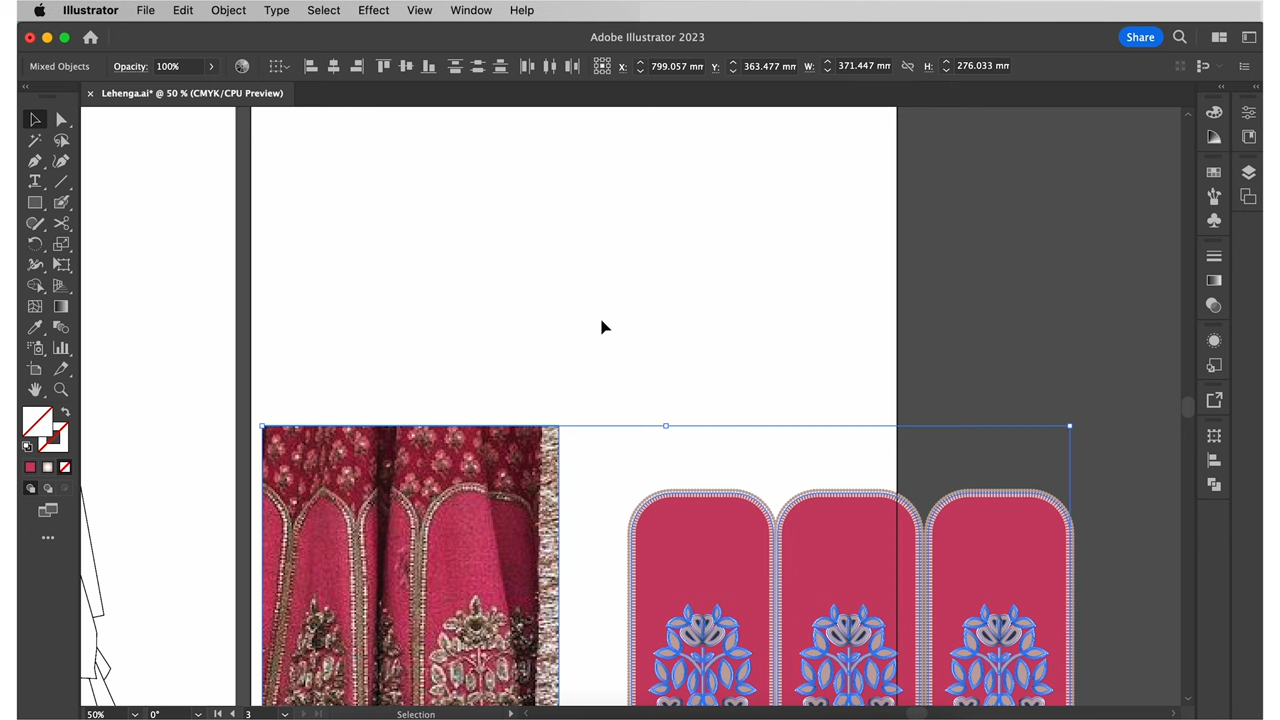 Illustrator File Edit Object Type Select Effect View Window Help
Adobe Illustrator 2023
Share
Mixed Objects Opacity: 100% X: 799.057 mm Y: 363.477 mm W: 371.447 mm H: 276.033 mm
× Lehenga.ai* @ 50 % (CMYK/CPU Preview)
50% 0° 3 Selection